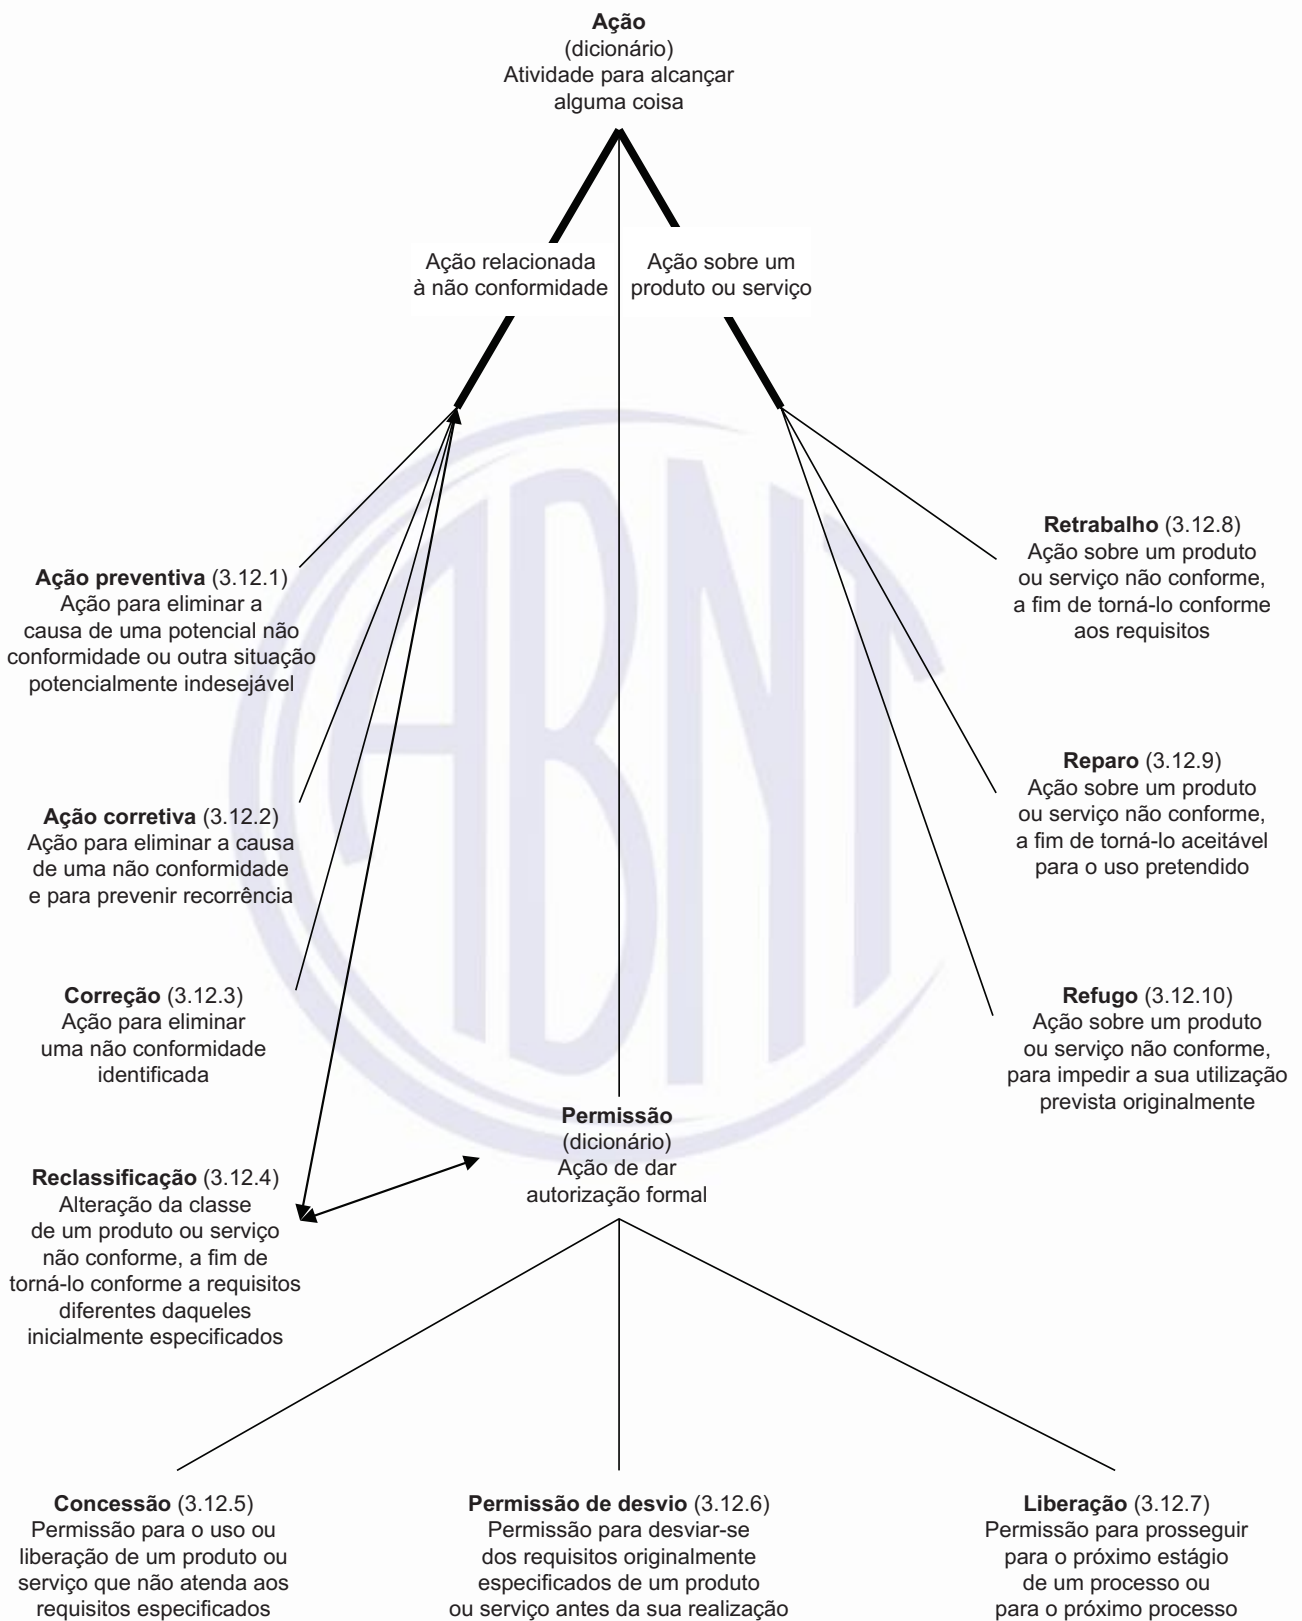 Ação
(dicionário)
Atividade para alcançar
alguma coisa
Ação relacionada
à não conformidade
Ação sobre um
produto ou serviço
Ação preventiva (3.12.1)
Ação para eliminar a
causa de uma potencial não
conformidade ou outra situação
potencialmente indesejável
Retrabalho (3.12.8)
Ação sobre um produto
ou serviço não conforme,
a fim de torná-lo conforme
aos requisitos
Ação corretiva (3.12.2)
Ação para eliminar a causa
de uma não conformidade
e para prevenir recorrência
Reparo (3.12.9)
Ação sobre um produto
ou serviço não conforme,
a fim de torná-lo aceitável
para o uso pretendido
Correção (3.12.3)
Ação para eliminar
uma não conformidade
identificada
Refugo (3.12.10)
Ação sobre um produto
ou serviço não conforme,
para impedir a sua utilização
prevista originalmente
Permissão
(dicionário)
Ação de dar
autorização formal
Reclassificação (3.12.4)
Alteração da classe
de um produto ou serviço
não conforme, a fim de
torná-lo conforme a requisitos
diferentes daqueles
inicialmente especificados
Concessão (3.12.5)
Permissão para o uso ou
liberação de um produto ou
serviço que não atenda aos
requisitos especificados
Permissão de desvio (3.12.6)
Permissão para desviar-se
dos requisitos originalmente
especificados de um produto
ou serviço antes da sua realização
Liberação (3.12.7)
Permissão para prosseguir
para o próximo estágio
de um processo ou
para o próximo processo
ABNT